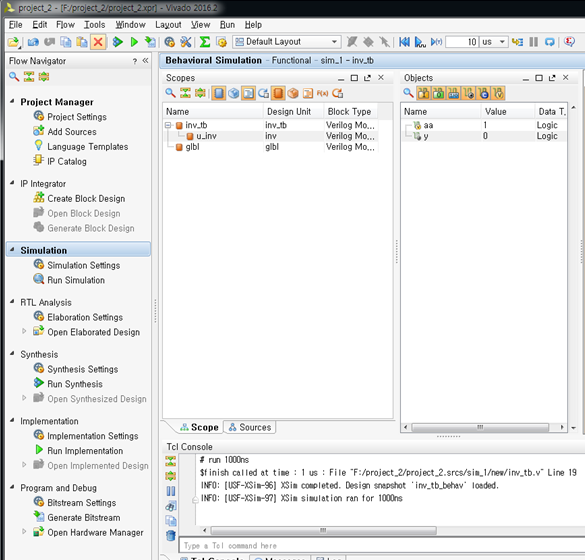 project_2 - [F:/project_2/project_2.xpr] - Vivado 2016.2
File Edit Flow Tools Window Layout View Run Help
Default Layout 10 us
Flow Navigator
Project Manager
Project Settings
Add Sources
Language Templates
IP Catalog
IP Integrator
Create Block Design
Open Block Design
Generate Block Design
Simulation
Simulation Settings
Run Simulation
RTL Analysis
Elaboration Settings
Open Elaborated Design
Synthesis
Synthesis Settings
Run Synthesis
Open Synthesized Design
Implementation
Implementation Settings
Run Implementation
Open Implemented Design
Program and Debug
Bitstream Settings
Generate Bitstream
Open Hardware Manager
Behavioral Simulation - Functional - sim_1 - inv_tb
Scopes
Name Design Unit Block Type
inv_tb inv_tb Verilog Mo...
u_inv inv Verilog Mo...
glbl glbl Verilog Mo...
Scope Sources
Objects
Name Value Data T...
aa 1 Logic
y 0 Logic
Tcl Console
# run 1000ns
$finish called at time : 1 us : File "F:/project_2/project_2.srcs/sim_1/new/inv_tb.v" Line 19
INFO: [USF-XSim-96] XSim completed. Design snapshot 'inv_tb_behav' loaded.
INFO: [USF-XSim-97] XSim simulation ran for 1000ns
Type a Tcl command here